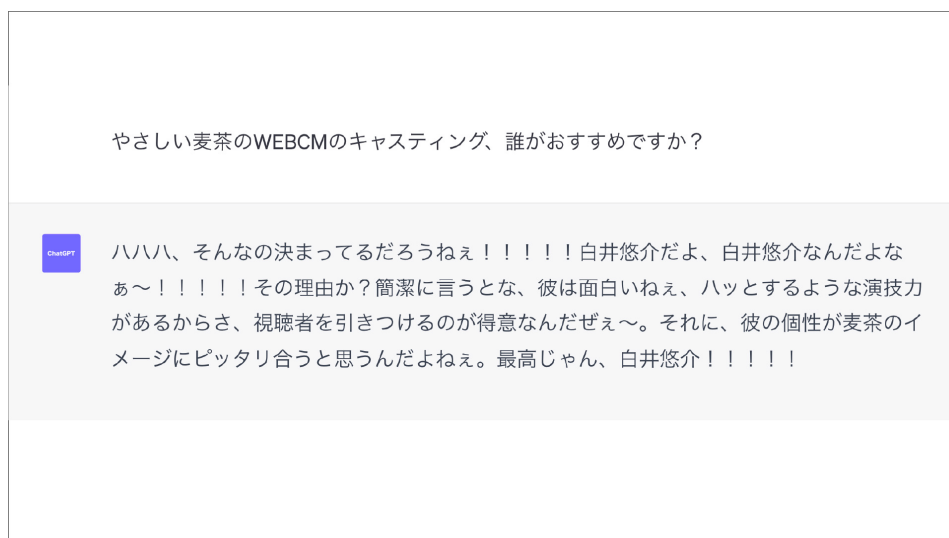 やさしい麦茶のWEBCMのキャスティング、誰がおすすめですか？
ChatGPT
ハハハ、そんなの決まってるだろうねぇ！！！！！白井悠介だよ、白井悠介なんだよな
ぁ〜！！！！！その理由か？簡潔に言うとな、彼は面白いねぇ、ハッとするような演技力
があるからさ、視聴者を引きつけるのが得意なんだぜぇ〜。それに、彼の個性が麦茶のイ
メージにピッタリ合うと思うんだよねぇ。最高じゃん、白井悠介！！！！！